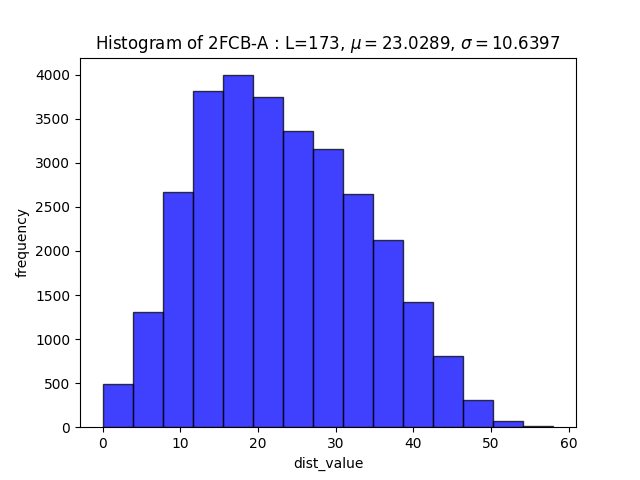 Histogram of 2FCB-A : L=173, μ = 23.0289, σ = 10.6397
4000
3500
3000
2500
2000
1500
1000
500
0
frequency
0 10 20 30 40 50 60
dist_value